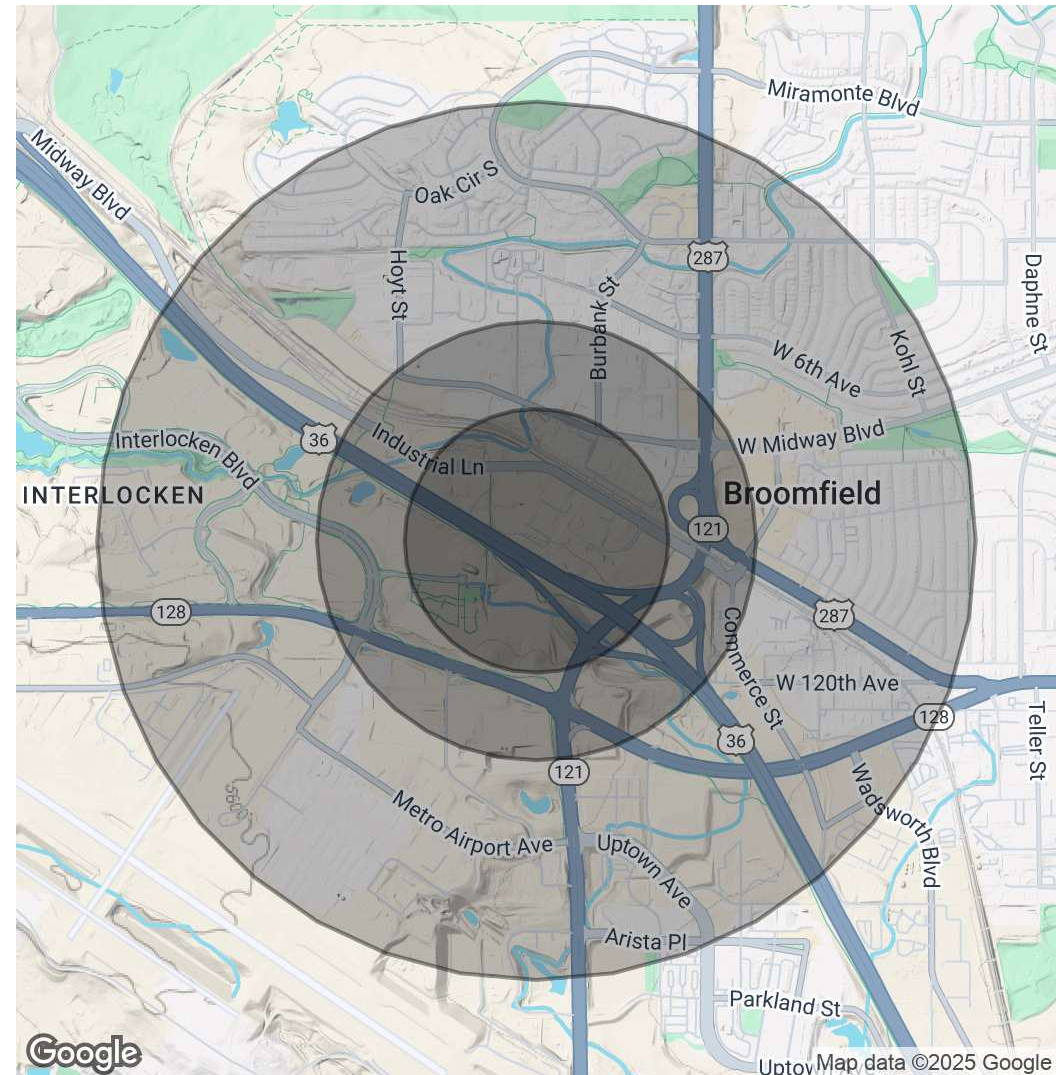 Miramonte Blvd
Midway Blvd
Oak Cir S
287
Hoyt St
Daphne St
Burbank St
Kohl St
W 6th Ave
36
Interlocken Blvd
Industrial Ln
W Midway Blvd
INTERLOCKEN
Broomfield
121
128
287
Commerce St
W 120th Ave
128
36
Teller St
121
Metro Airport Ave
Uptown Ave
Wadsworth Blvd
Arista Pl
Parkland St
Google
Map data ©2025 Google